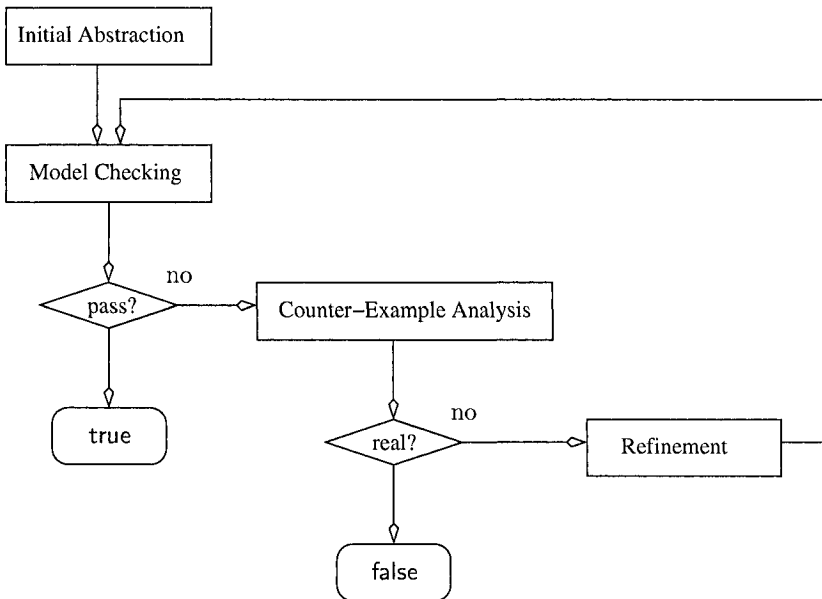 Initial Abstraction
Model Checking
no
pass?
Counter−Example Analysis
true
no
real?
Refinement
false